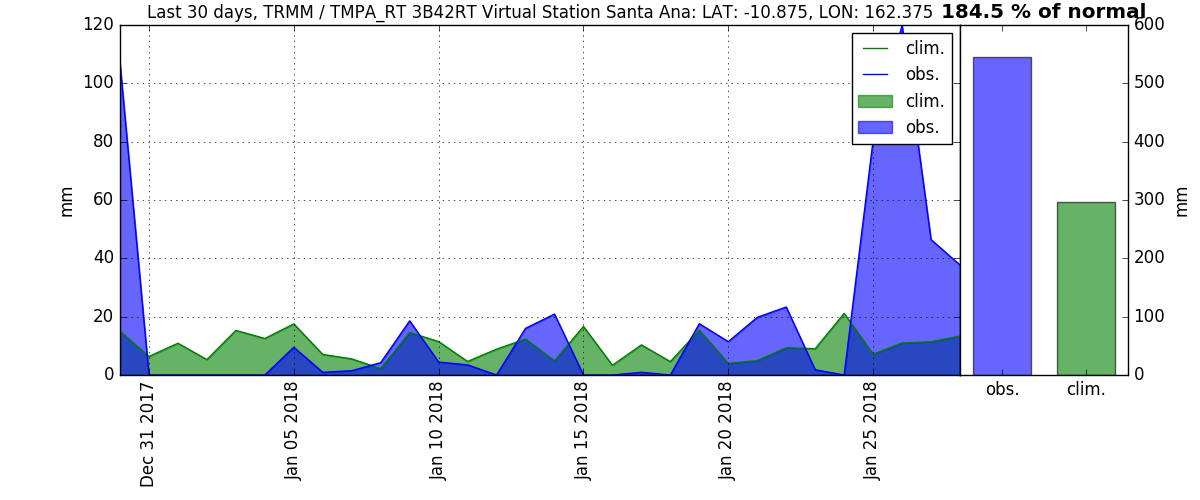 Last 30 days, TRMM / TMPA_RT 3B42RT Virtual Station Santa Ana: LAT: -10.875, LON: 162.375 184.5 % of normal
120
100
80
60
40
20
0
mm
clim.
obs.
clim.
obs.
600
500
400
300
200
100
0
mm
Dec 31 2017
Jan 05 2018
Jan 10 2018
Jan 15 2018
Jan 20 2018
Jan 25 2018
obs.
clim.